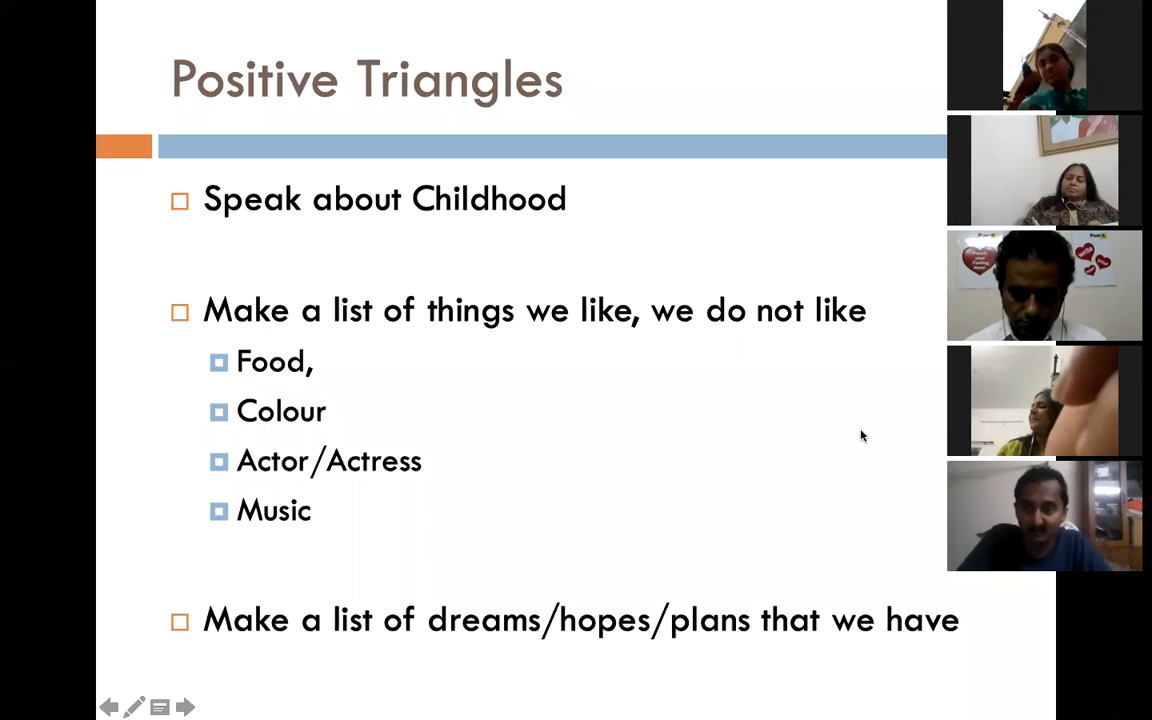 Positive Triangles
Speak about Childhood
Make a list of things we like, we do not like
Food,
Colour
Actor/Actress
Music
Make a list of dreams/hopes/plans that we have